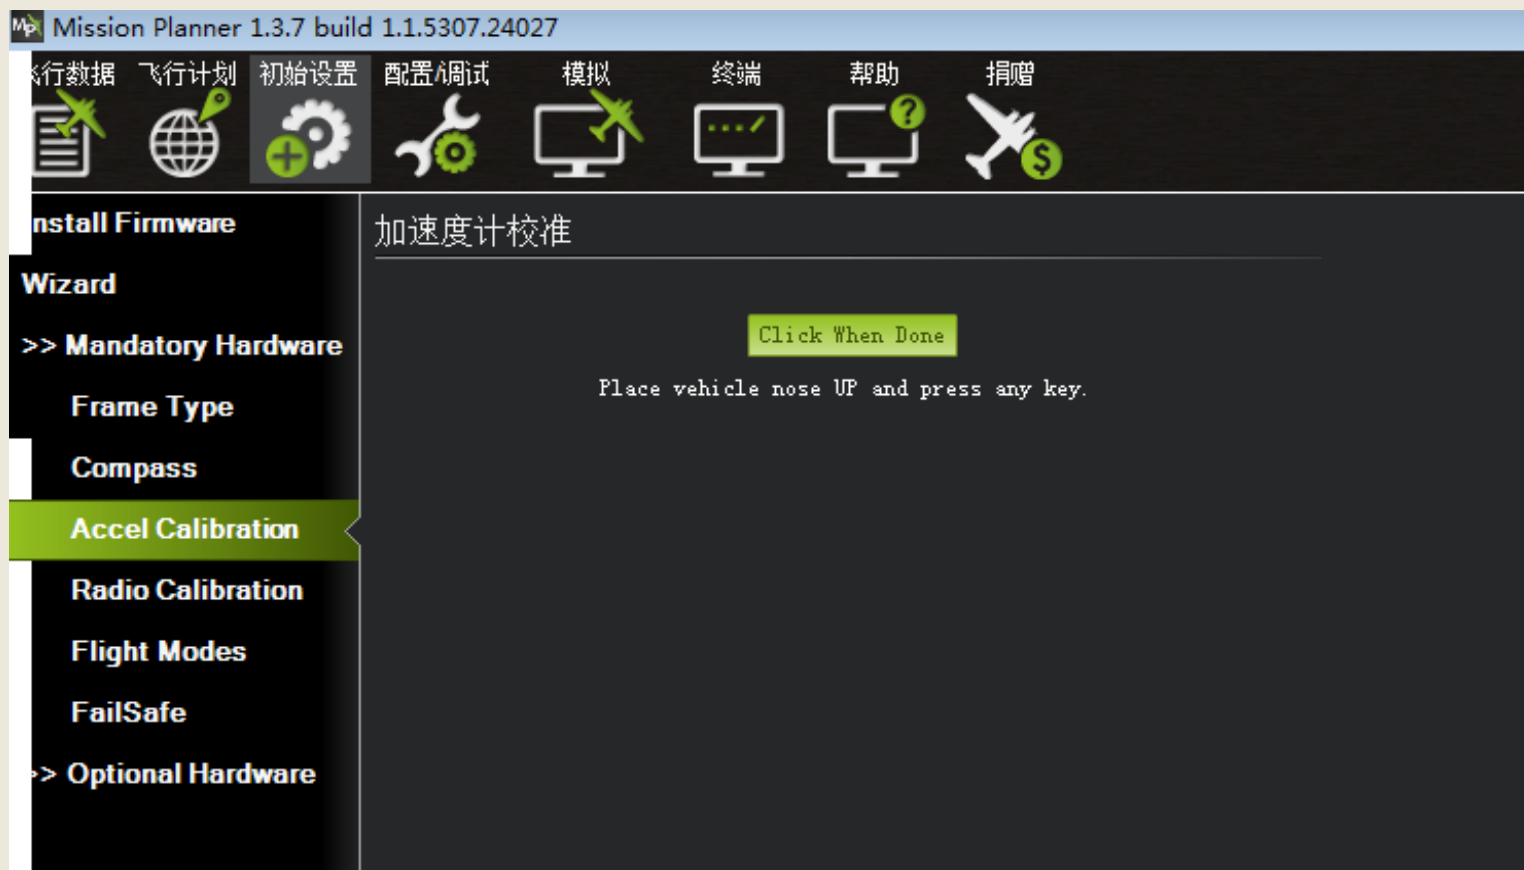 Mission Planner 1.3.7 build 1.1.5307.24027
飞行数据 飞行计划 初始设置 配置/调试 模拟 终端 帮助 捐赠
nstall Firmware
加速度计校准
Wizard
Click When Done
>> Mandatory Hardware
Place vehicle nose UP and press any key.
Frame Type
Compass
Accel Calibration
Radio Calibration
Flight Modes
FailSafe
>> Optional Hardware